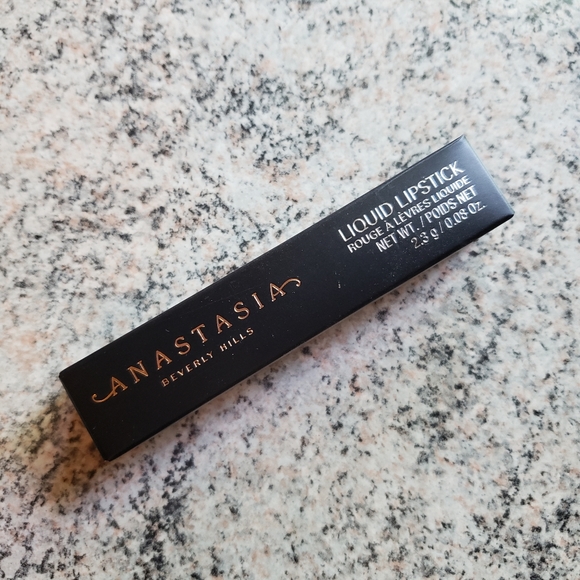 ANASTASIA
BEVERLY HILLS
LIQUID LIPSTICK
ROUGE A LÈVRES LIQUIDE
NET WT. / POIDS NET
2.3 g / 0.08 Oz.